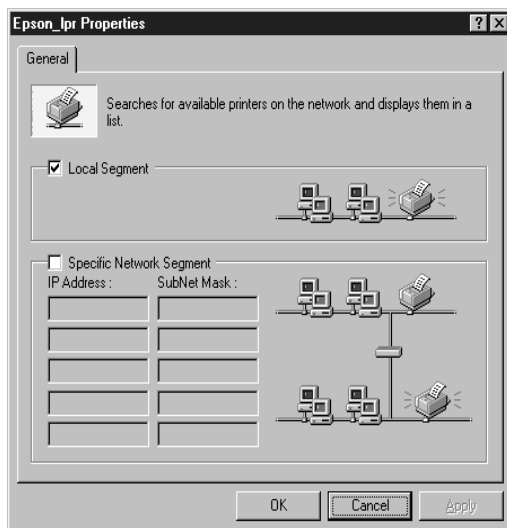 Epson_lpr Properties
General
Searches for available printers on the network and displays them in a
list.
Local Segment
Specific Network Segment
IP Address : SubNet Mask :
OK Cancel Apply